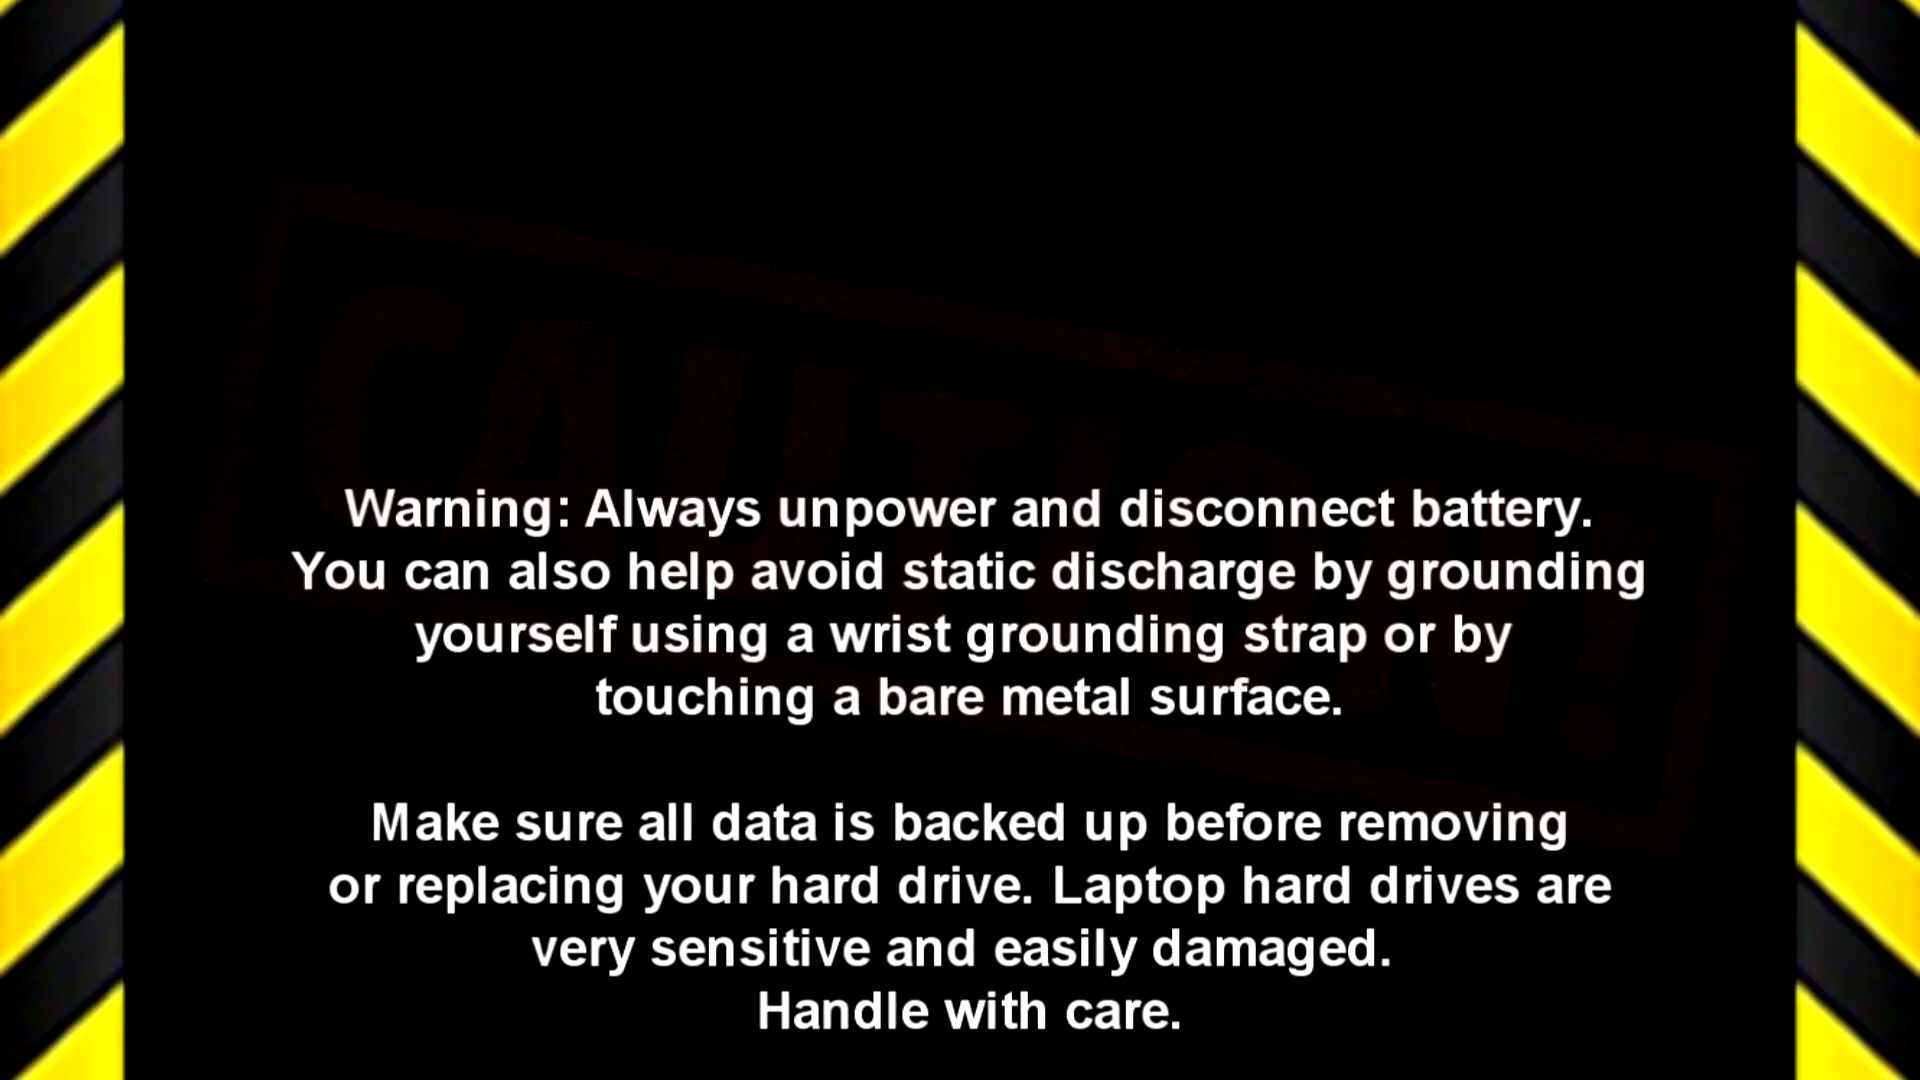 CAUTION!
Warning: Always unpower and disconnect battery.
You can also help avoid static discharge by grounding
yourself using a wrist grounding strap or by
touching a bare metal surface.
Make sure all data is backed up before removing
or replacing your hard drive. Laptop hard drives are
very sensitive and easily damaged.
Handle with care.